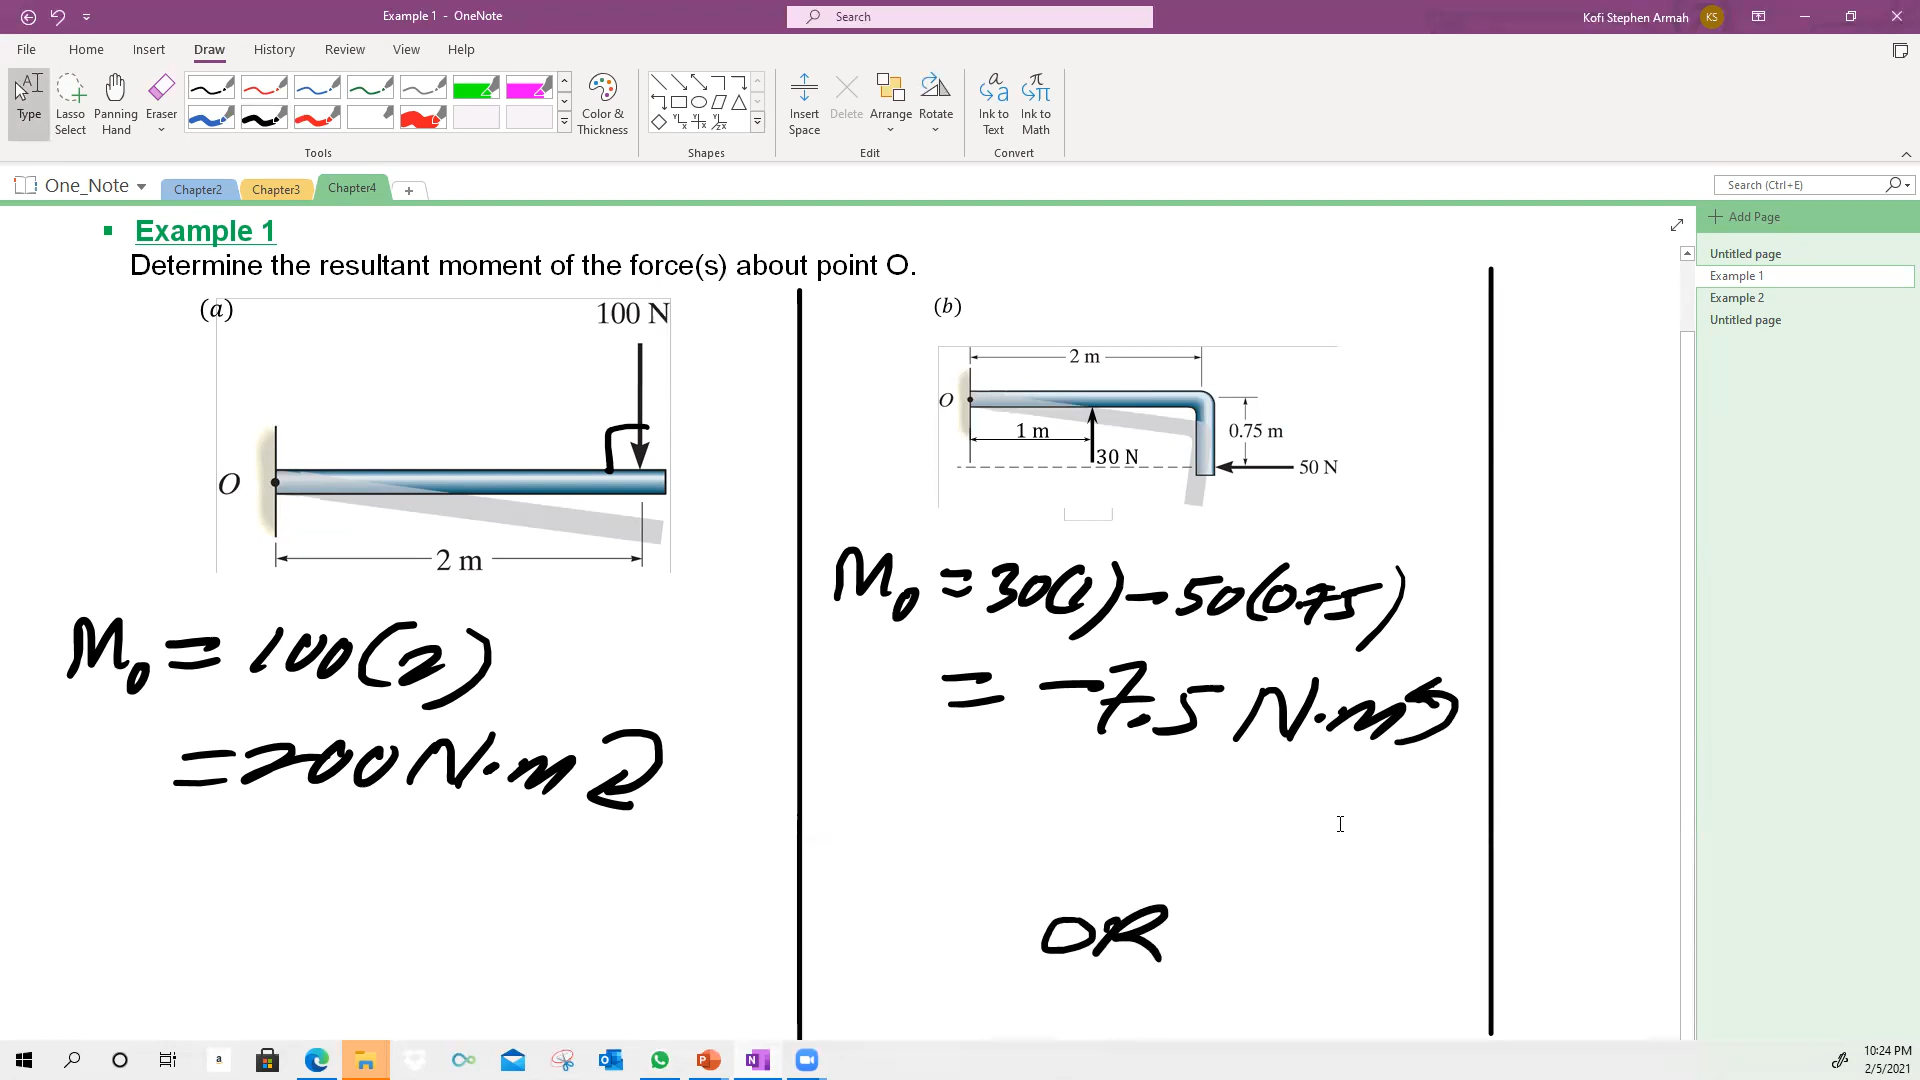 Example 1 - OneNote
Search
Kofi Stephen Armah
KS
File Home Insert Draw History Review View Help
Type
Lasso Select
Panning Hand
Eraser
Color & Thickness
Insert Space
Delete
Arrange
Rotate
Ink to Text
Ink to Math
Tools
Shapes
Edit
Convert
One_Note
Chapter2
Chapter3
Chapter4
Search (Ctrl+E)
Add Page
Untitled page
Example 1
Example 2
Untitled page
Example 1
Determine the resultant moment of the force(s) about point O.
(a)
100 N
O
2 m
M₀ = 100(2)
= 200 N·m
(b)
2 m
O
1 m
0.75 m
30 N
50 N
M₀ = 30(1) - 50(0.75)
= -7.5 N·m
OR
10:24 PM
2/5/2021